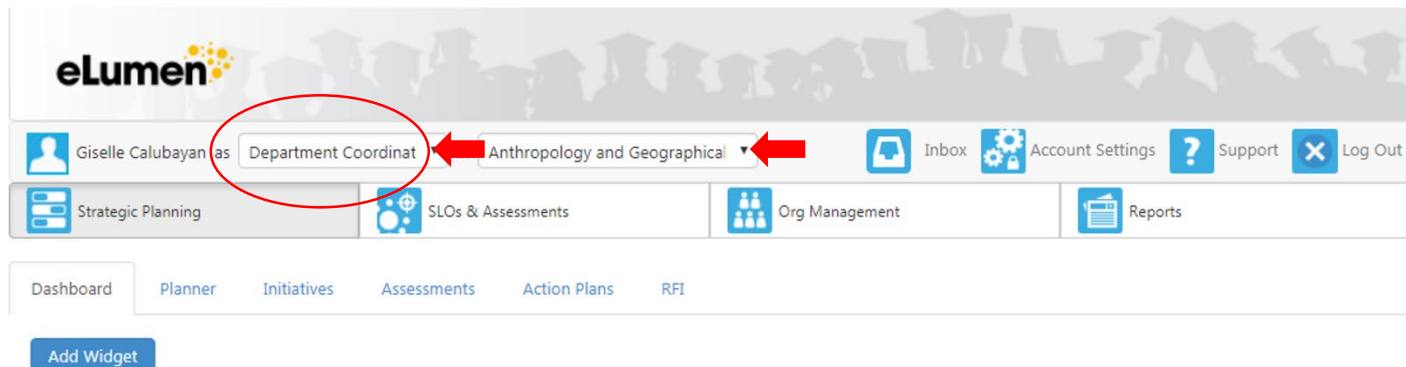 eLumen
Giselle Calubayan as Department Coordinat Anthropology and Geographical Inbox Account Settings ? Support Log Out
Strategic Planning SLOs & Assessments Org Management Reports
Dashboard Planner Initiatives Assessments Action Plans RFI
Add Widget